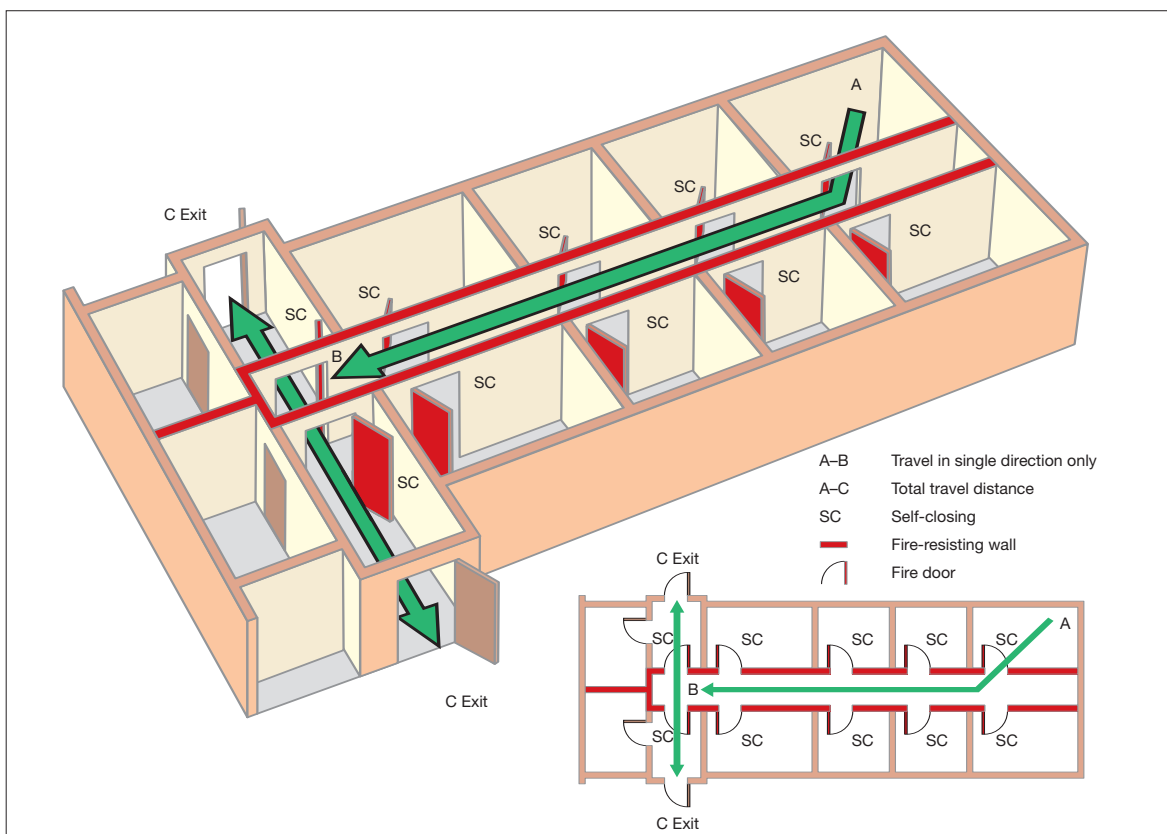 A
SC
SC
C Exit
SC
SC
SC
SC
SC
B
SC
SC
SC
SC
A–B Travel in single direction only
A–C Total travel distance
SC Self-closing
Fire-resisting wall
Fire door
C Exit
C Exit
SC SC SC SC SC A
B
SC SC SC SC SC
C Exit